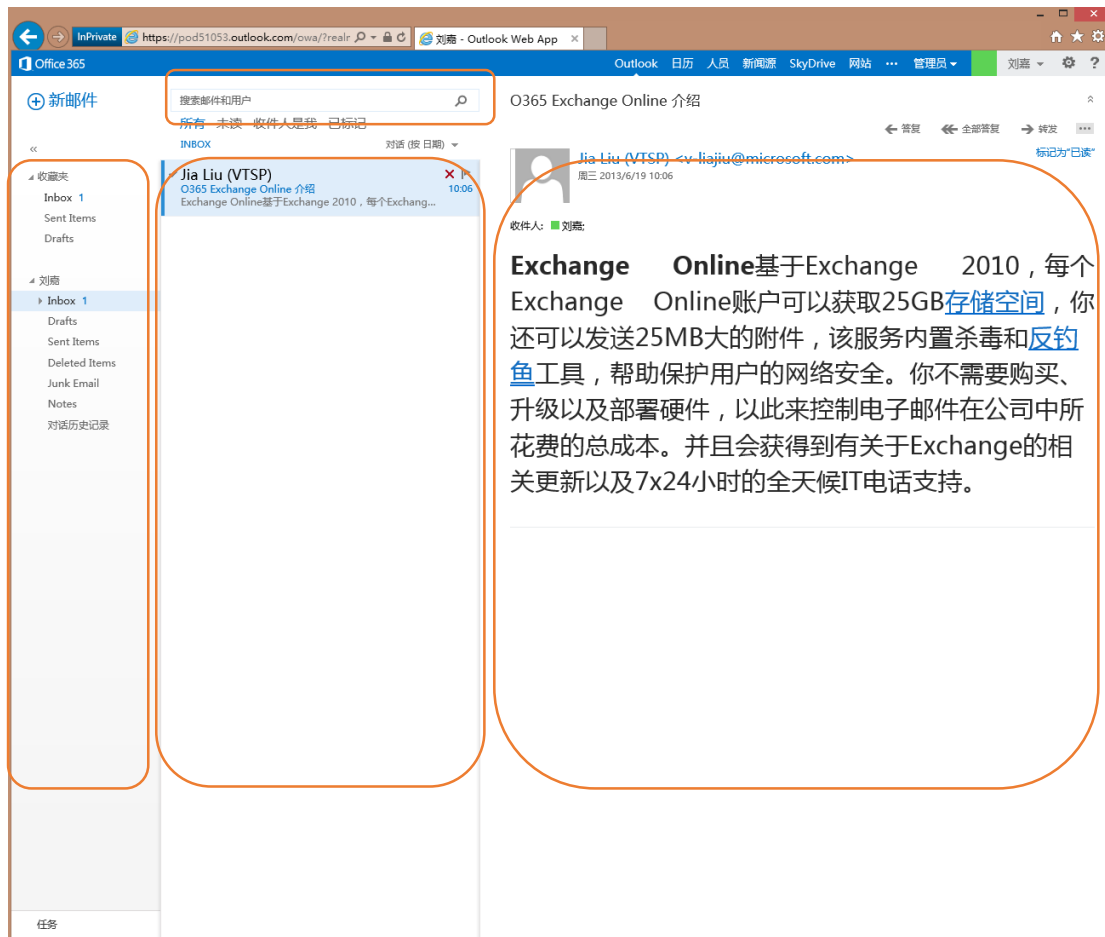 InPrivate https://pod51053.outlook.com/owa/?realr 刘嘉 - Outlook Web App
Office 365 Outlook 日历 人员 新闻源 SkyDrive 网站 ··· 管理员 刘嘉 ?
新邮件
搜索邮件和用户
所有 未读 收件人是我 已标记
INBOX 对话 (按 日期)
«
收藏夹
Inbox 1
Sent Items
Drafts
刘嘉
Inbox 1
Drafts
Sent Items
Deleted Items
Junk Email
Notes
对话历史记录
任务
Jia Liu (VTSP)
O365 Exchange Online 介绍 10:06
Exchange Online基于Exchange 2010，每个Exchang...
O365 Exchange Online 介绍
答复 全部答复 转发 ···
标记为"已读"
Jia Liu (VTSP) <v-liajiu@microsoft.com>
周三 2013/6/19 10:06
收件人: 刘嘉;
Exchange Online基于Exchange 2010，每个
Exchange Online账户可以获取25GB存储空间，你
还可以发送25MB大的附件，该服务内置杀毒和反钓
鱼工具，帮助保护用户的网络安全。你不需要购买、
升级以及部署硬件，以此来控制电子邮件在公司中所
花费的总成本。并且会获得到有关于Exchange的相
关更新以及7x24小时的全天候IT电话支持。